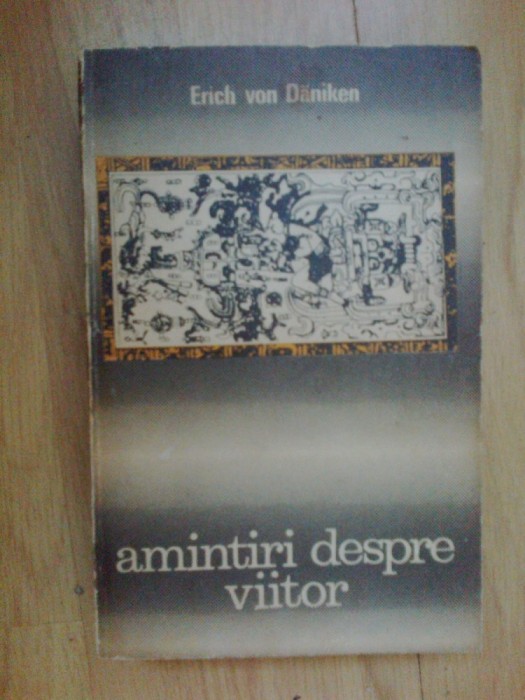 Erich von Däniken
amintiri despre
viitor